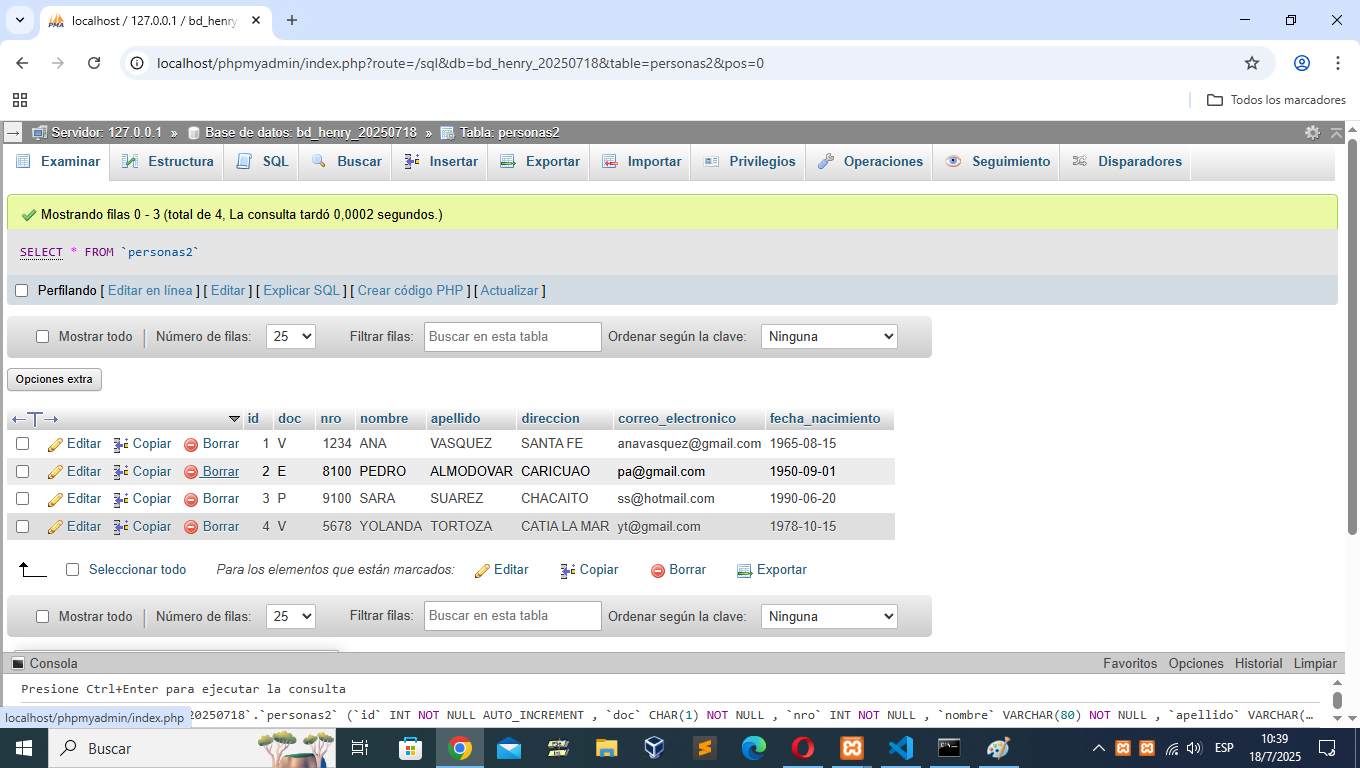 localhost / 127.0.0.1 / bd_henry
localhost/phpmyadmin/index.php?route=/sql&db=bd_henry_20250718&table=personas2&pos=0
Todos los marcadores
Servidor: 127.0.0.1 » Base de datos: bd_henry_20250718 » Tabla: personas2
Examinar Estructura SQL Buscar Insertar Exportar Importar Privilegios Operaciones Seguimiento Disparadores
Mostrando filas 0 - 3 (total de 4, La consulta tardó 0,0002 segundos.)
SELECT * FROM `personas2`
Perfilando [ Editar en línea ] [ Editar ] [ Explicar SQL ] [ Crear código PHP ] [ Actualizar ]
Mostrar todo | Número de filas: 25 Filtrar filas: Buscar en esta tabla Ordenar según la clave: Ninguna
Opciones extra
←T→ id doc nro nombre apellido direccion correo_electronico fecha_nacimiento
Editar Copiar Borrar 1 V 1234 ANA VASQUEZ SANTA FE anavasquez@gmail.com 1965-08-15
Editar Copiar Borrar 2 E 8100 PEDRO ALMODOVAR CARICUAO pa@gmail.com 1950-09-01
Editar Copiar Borrar 3 P 9100 SARA SUAREZ CHACAITO ss@hotmail.com 1990-06-20
Editar Copiar Borrar 4 V 5678 YOLANDA TORTOZA CATIA LA MAR yt@gmail.com 1978-10-15
Seleccionar todo Para los elementos que están marcados: Editar Copiar Borrar Exportar
Mostrar todo | Número de filas: 25 Filtrar filas: Buscar en esta tabla Ordenar según la clave: Ninguna
Consola Favoritos Opciones Historial Limpiar
Presione Ctrl+Enter para ejecutar la consulta
20250718`.`personas2` (`id` INT NOT NULL AUTO_INCREMENT , `doc` CHAR(1) NOT NULL , `nro` INT NOT NULL , `nombre` VARCHAR(80) NOT NULL , `apellido` VARCHAR(…
localhost/phpmyadmin/index.php
Buscar
ESP
10:39
18/7/2025